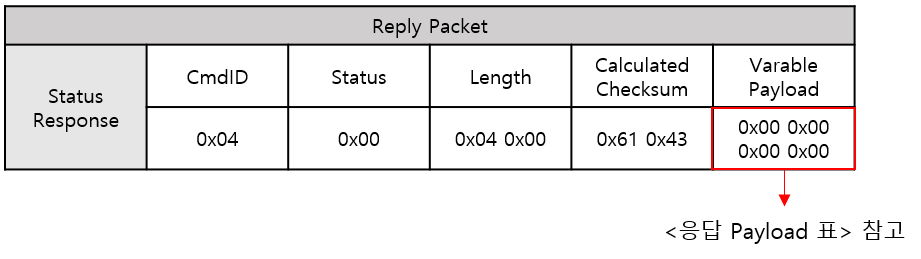 Reply Packet
Status
Response
CmdID
Status
Length
Calculated
Checksum
Varable
Payload
0x04
0x00
0x04 0x00
0x61 0x43
0x00 0x00
0x00 0x00
<응답 Payload 표> 참고